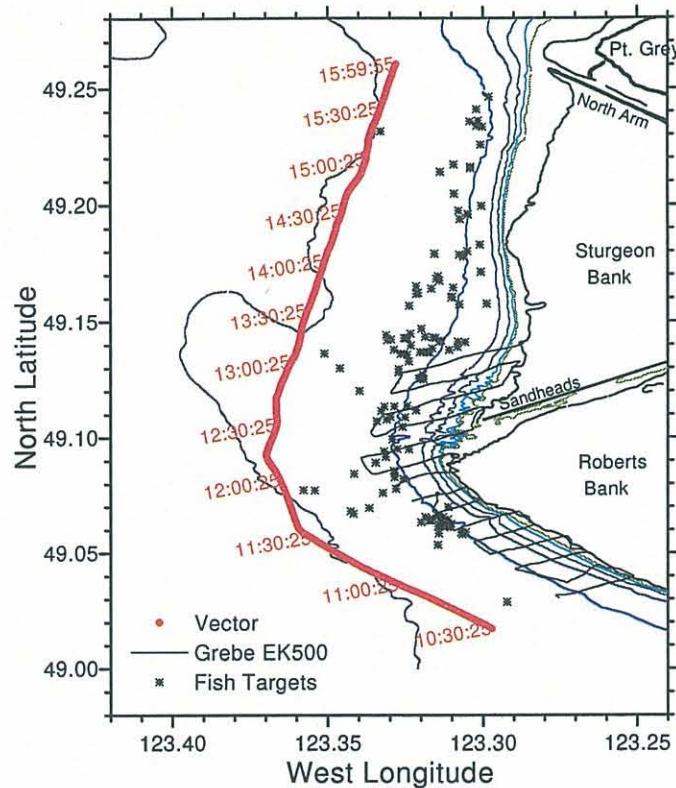 Pt. Grey
North Arm
15:59:55
49.25
15:30:25
15:00:25
49.20
14:30:25
Sturgeon
Bank
14:00:25
13:30:25
49.15
13:00:25
North Latitude
Sandheads
12:30:25
49.10
Roberts
Bank
12:00:25
11:30:25
49.05
11:00:25
10:30:25
Vector
Grebe EK500
Fish Targets
49.00
123.40
123.35
123.30
123.25
West Longitude